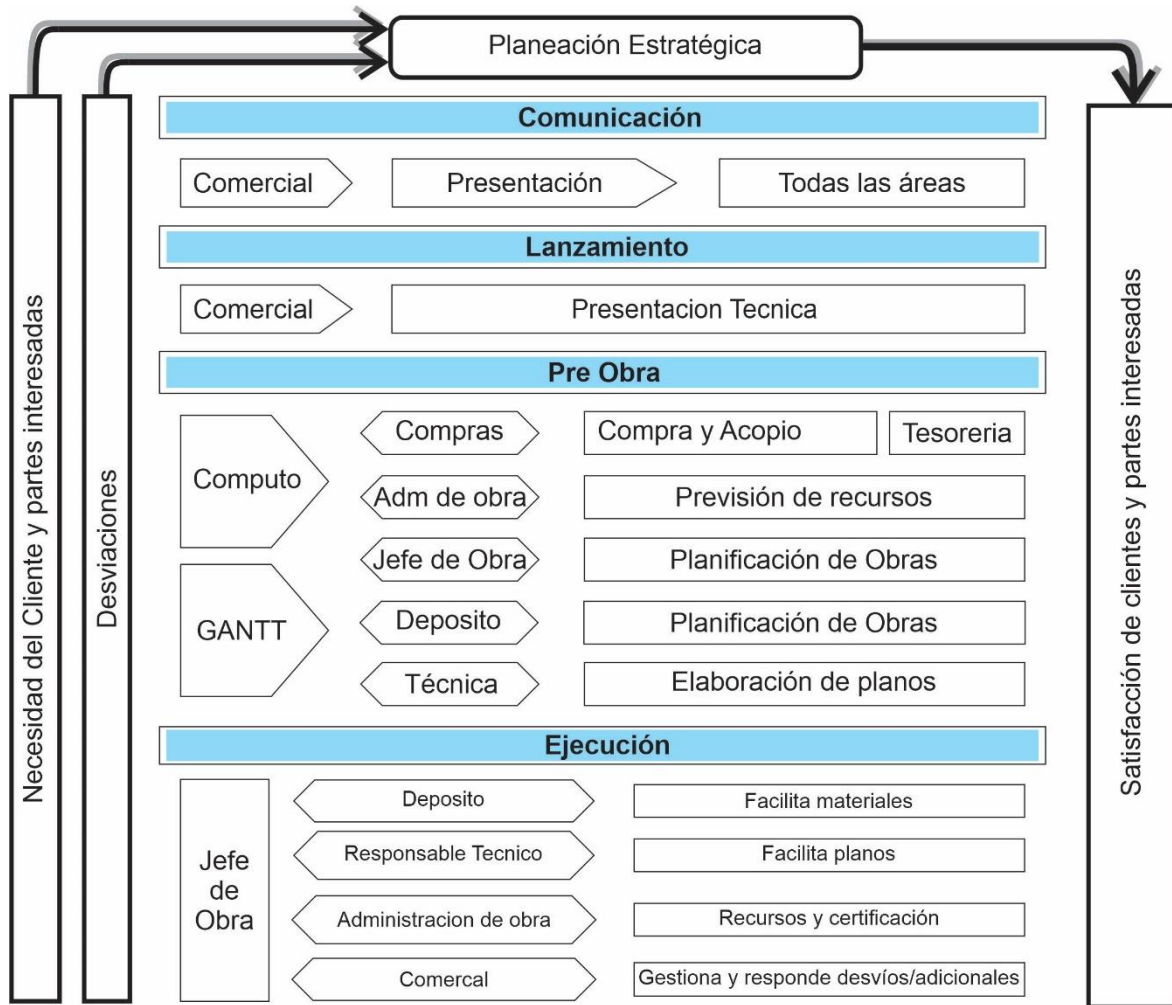 Planeación Estratégica
Necesidad del Cliente y partes interesadas
Desviaciones
Comunicación
Comercial
Presentación
Todas las áreas
Lanzamiento
Comercial
Presentacion Tecnica
Pre Obra
Computo
Compras
Compra y Acopio
Tesoreria
Adm de obra
Previsión de recursos
Jefe de Obra
Planificación de Obras
GANTT
Deposito
Planificación de Obras
Técnica
Elaboración de planos
Ejecución
Jefe
de
Obra
Deposito
Facilita materiales
Responsable Tecnico
Facilita planos
Administracion de obra
Recursos y certificación
Comercal
Gestiona y responde desvíos/adicionales
Satisfacción de clientes y partes interesadas